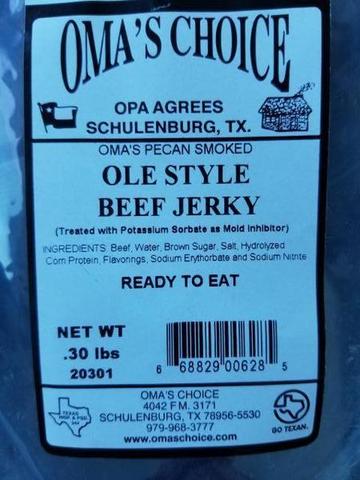 OMA'S CHOICE
OPA AGREES
SCHULENBURG, TX.
OMA'S PECAN SMOKED
OLE STYLE
BEEF JERKY
(Treated with Potassium Sorbate as Mold Inhibitor)
INGREDIENTS: Beef, Water, Brown Sugar, Salt, Hydrolyzed
Corn Protein, Flavorings, Sodium Erythorbate and Sodium Nitrite
READY TO EAT
NET WT
.30 lbs
20301
6 68829 00628 5
OMA'S CHOICE
4042 F.M. 3171
SCHULENBURG, TX 78956-5530
979-968-3777
www.omaschoice.com
TEXAS
GO TEXAN.